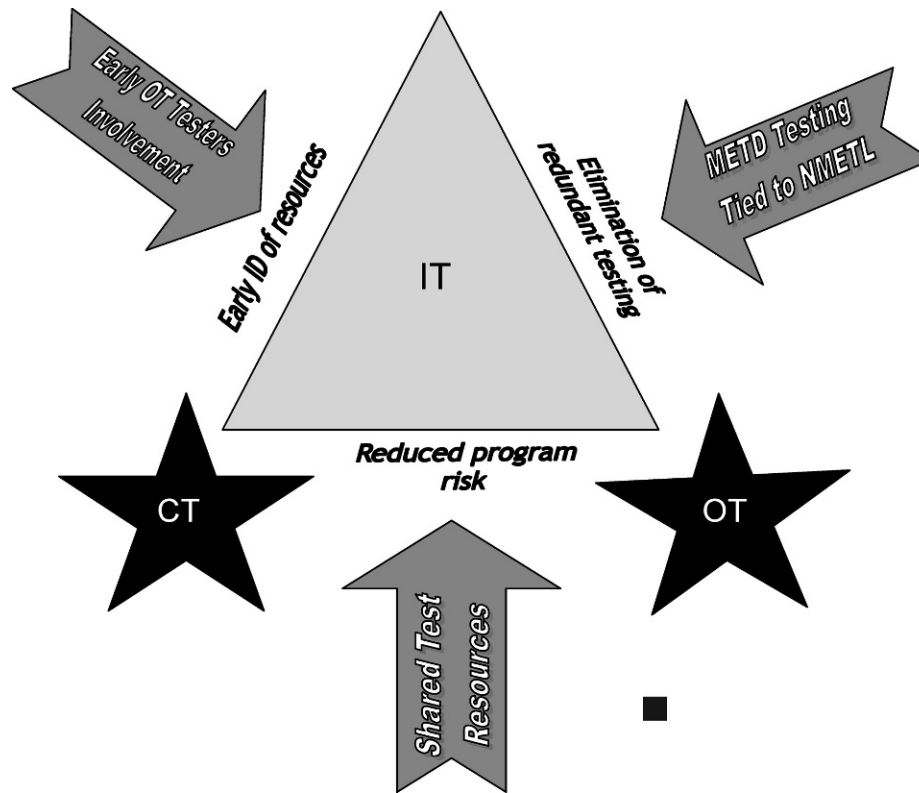 Early OT Testers
Involvement
METD Testing
Tied to NMETL
Early ID of resources
Elimination of
redundant testing
IT
Reduced program
risk
CT
OT
Shared Test
Resources